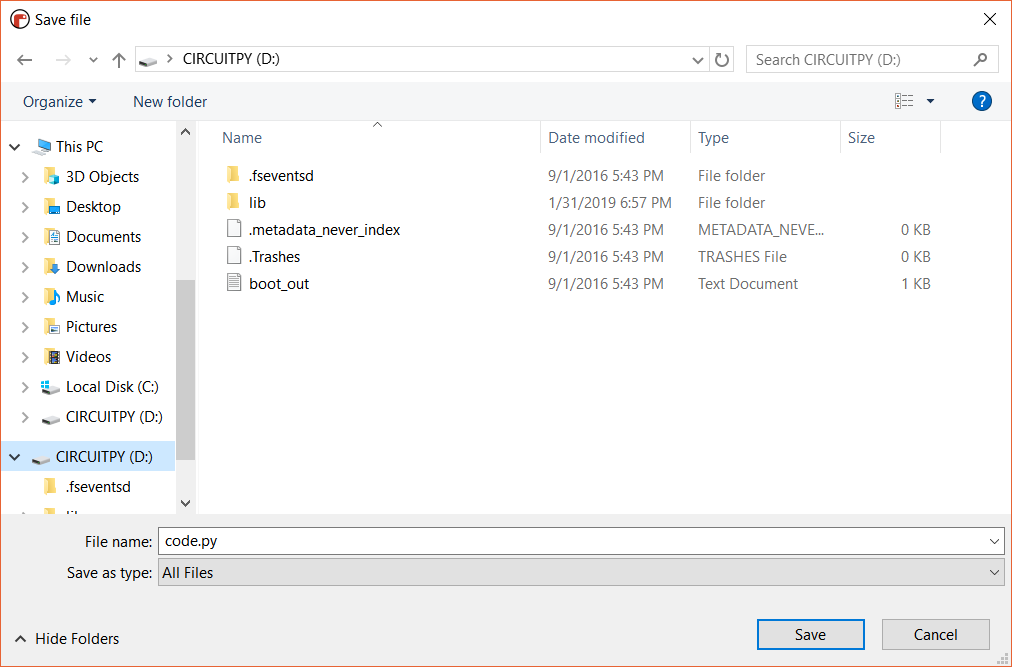 Save file
CIRCUITPY (D:)
Search CIRCUITPY (D:)
Organize
New folder
?
Name Date modified Type Size
.fseventsd 9/1/2016 5:43 PM File folder
lib 1/31/2019 6:57 PM File folder
.metadata_never_index 9/1/2016 5:43 PM METADATA_NEVE... 0 KB
.Trashes 9/1/2016 5:43 PM TRASHES File 0 KB
boot_out 9/1/2016 5:43 PM Text Document 1 KB
This PC
3D Objects
Desktop
Documents
Downloads
Music
Pictures
Videos
Local Disk (C:)
CIRCUITPY (D:)
CIRCUITPY (D:)
.fseventsd
File name: code.py
Save as type: All Files
Hide Folders
Save
Cancel